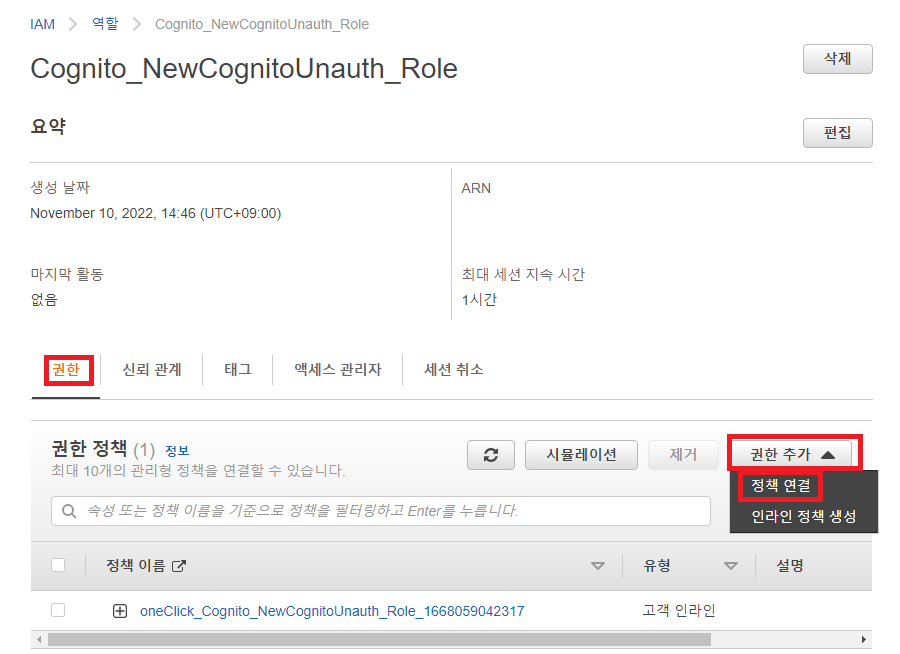 IAM > 역할 > Cognito_NewCognitoUnauth_Role
Cognito_NewCognitoUnauth_Role
삭제
요약
편집
생성 날짜
November 10, 2022, 14:46 (UTC+09:00)
ARN
마지막 활동
없음
최대 세션 지속 시간
1시간
권한 신뢰 관계 태그 액세스 관리자 세션 취소
권한 정책 (1) 정보
최대 10개의 관리형 정책을 연결할 수 있습니다.
시뮬레이션 제거 권한 추가
정책 연결
인라인 정책 생성
속성 또는 정책 이름을 기준으로 정책을 필터링하고 Enter를 누릅니다.
정책 이름 유형 설명
oneClick_Cognito_NewCognitoUnauth_Role_1668059042317 고객 인라인